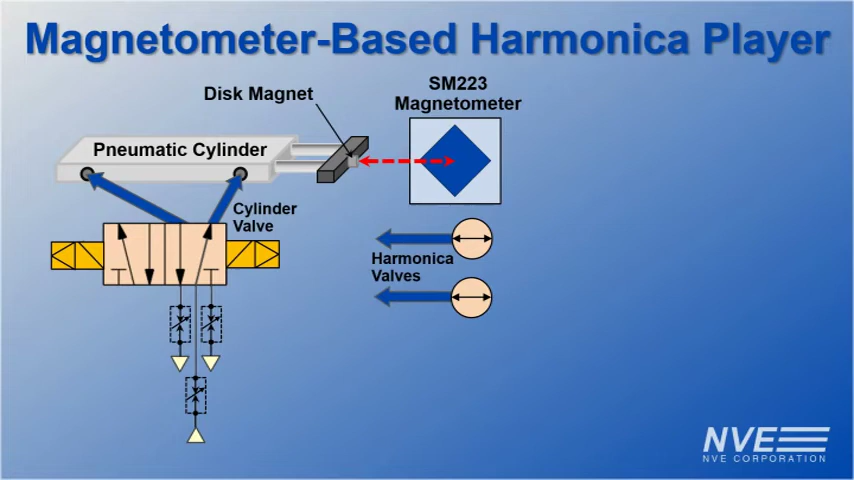 Magnetometer-Based Harmonica Player
SM223
Magnetometer
Disk Magnet
Pneumatic Cylinder
Cylinder
Valve
Harmonica
Valves
NVE
NVE CORPORATION